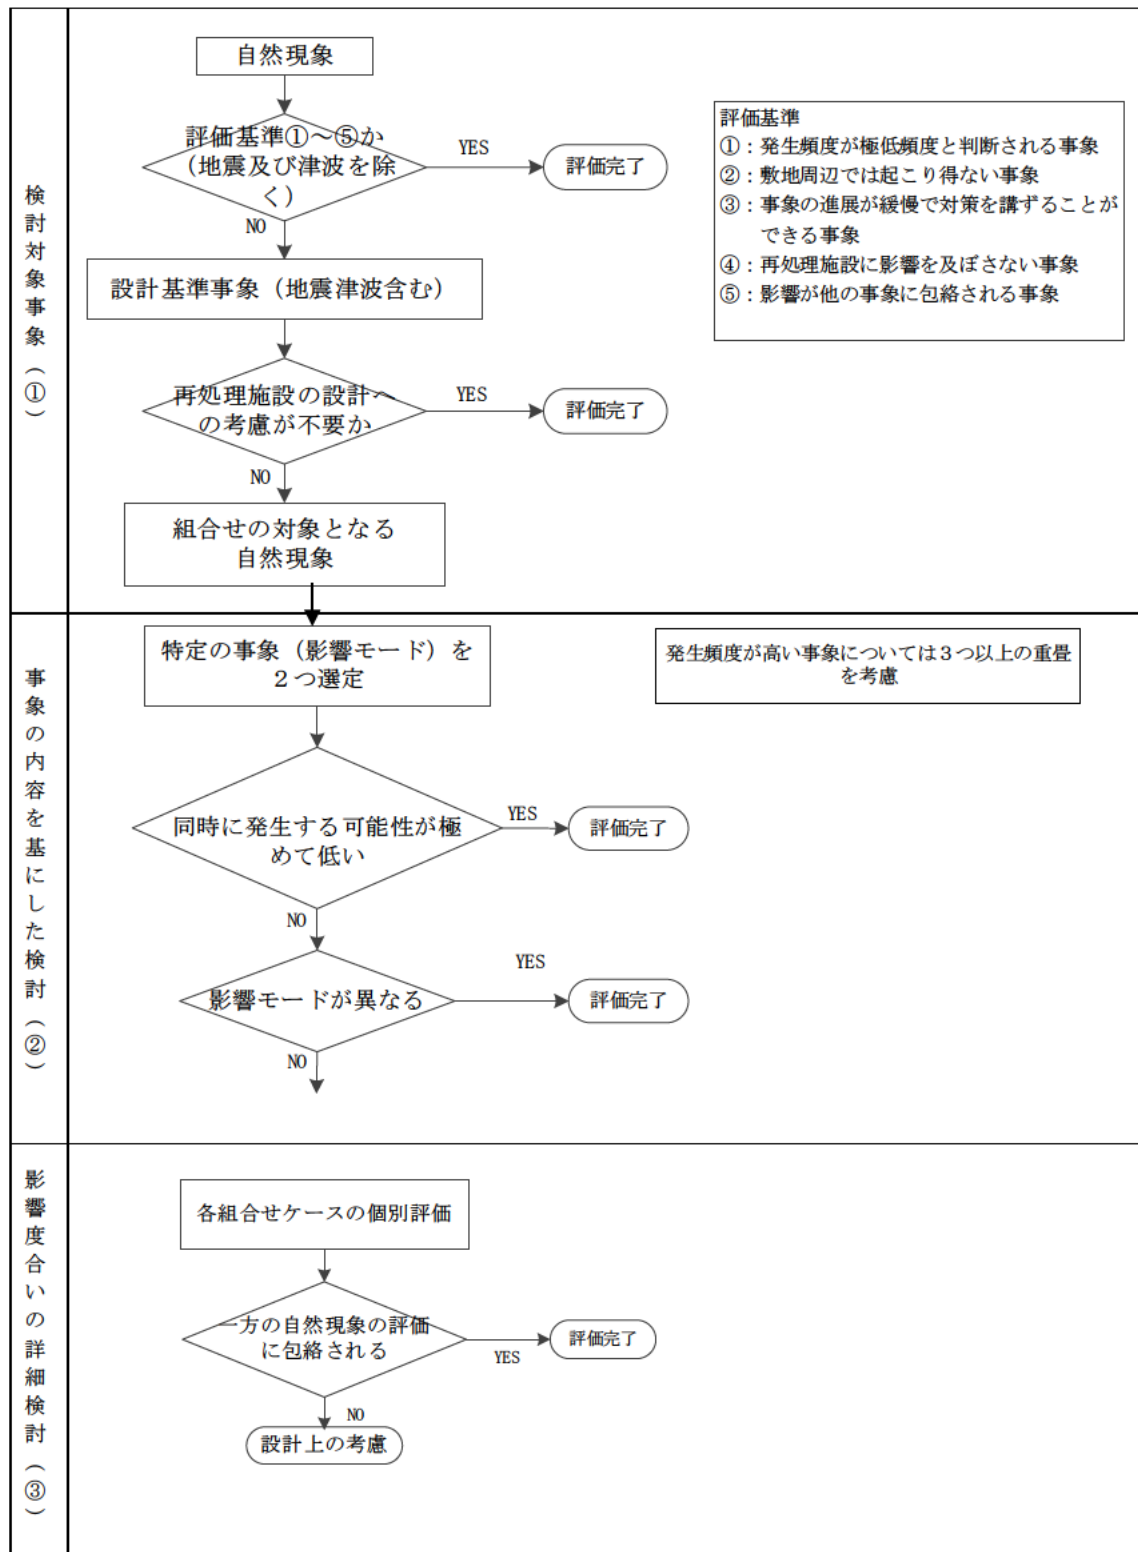 検討対象事象（①）
自然現象
評価基準①～⑤か
（地震及び津波を除
く）
YES
評価完了
NO
設計基準事象（地震津波含む）
再処理施設の設計へ
の考慮が不要か
YES
評価完了
NO
組合せの対象となる
自然現象
評価基準
①：発生頻度が極低頻度と判断される事象
②：敷地周辺では起こり得ない事象
③：事象の進展が緩慢で対策を講ずることが
できる事象
④：再処理施設に影響を及ぼさない事象
⑤：影響が他の事象に包絡される事象
事象の内容を基にした検討（②）
特定の事象（影響モード）を
２つ選定
発生頻度が高い事象については３つ以上の重畳
を考慮
同時に発生する可能性が極
めて低い
YES
評価完了
NO
影響モードが異なる
YES
評価完了
NO
影響度合いの詳細検討（③）
各組合せケースの個別評価
一方の自然現象の評価
に包絡される
YES
評価完了
NO
設計上の考慮